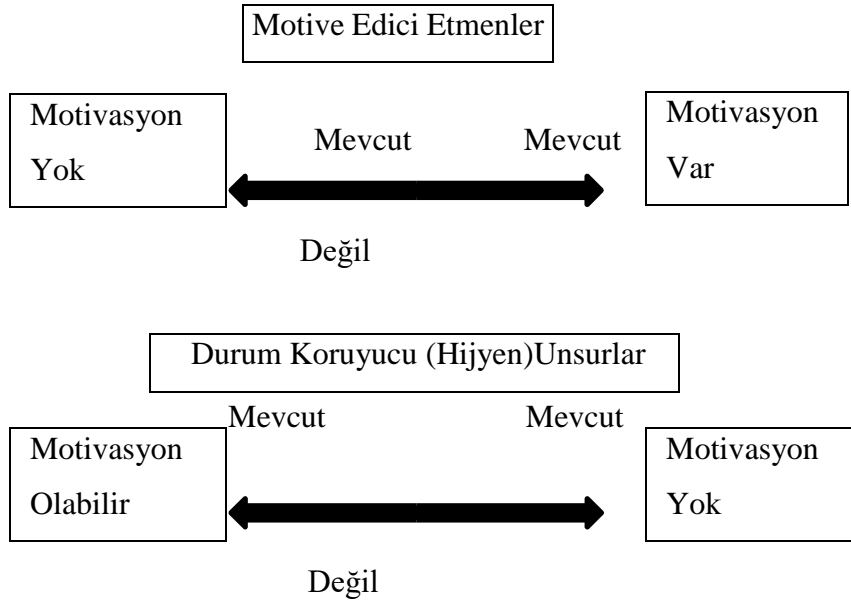 Motive Edici Etmenler
Motivasyon
Yok
Mevcut
Mevcut
Motivasyon
Var
Değil
Durum Koruyucu (Hijyen)Unsurlar
Mevcut
Mevcut
Motivasyon
Olabilir
Motivasyon
Yok
Değil